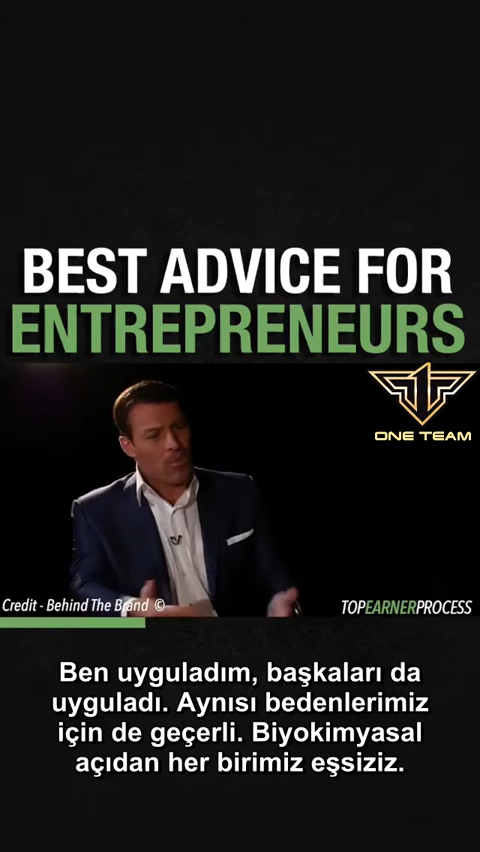 BEST ADVICE FOR
ENTREPRENEURS
ONE TEAM
Credit - Behind The Brand ©
TOPEARNERPROCESS
Ben uyguladım, başkaları da
uyguladı. Aynısı bedenlerimiz
için de geçerli. Biyokimyasal
açıdan her birimiz eşsiziz.